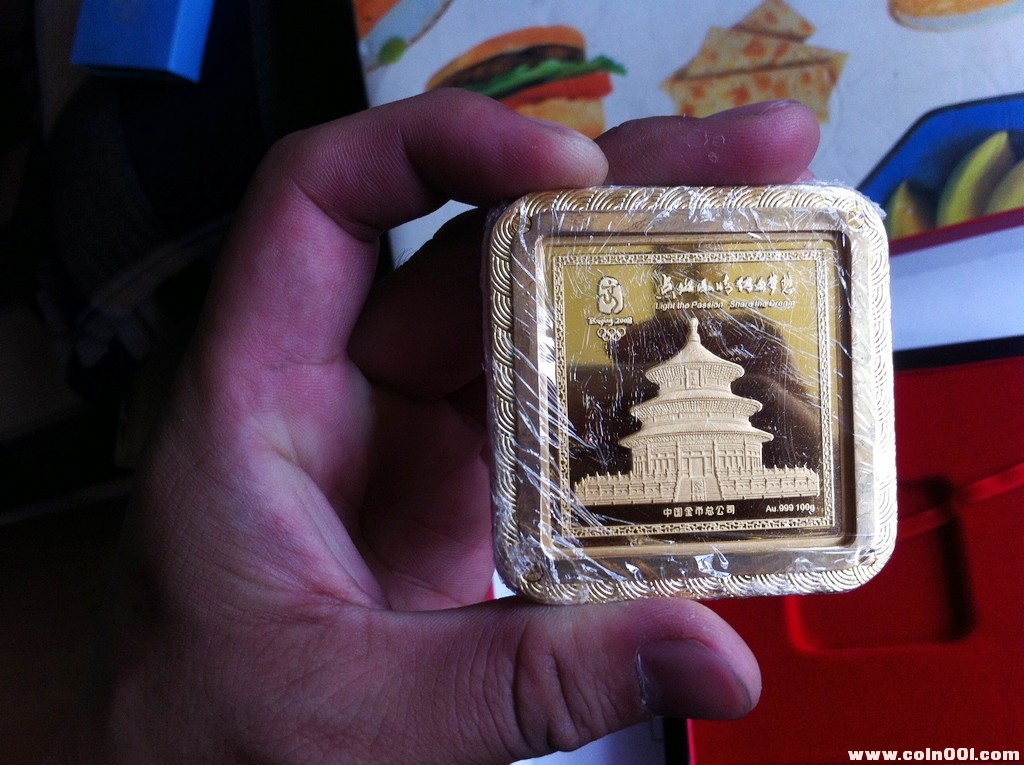 点燃激情 传递梦想
Light the Passion Share the Dream
Beijing 2008
中国金币总公司 Au.999 100g
www.coin001.com